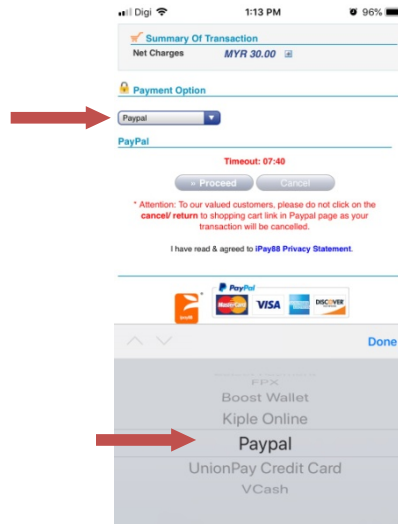 Digi 1:13 PM 96%
Summary Of Transaction
Net Charges MYR 30.00
Payment Option
Paypal
PayPal
Timeout: 07:40
» Proceed Cancel
* Attention: To our valued customers, please do not click on the
cancel/ return to shopping cart link in Paypal page as your
transaction will be cancelled.
I have read & agreed to iPay88 Privacy Statement.
PayPal
MasterCard VISA DISCOVER
Done
FPX
Boost Wallet
Kiple Online
Paypal
UnionPay Credit Card
VCash